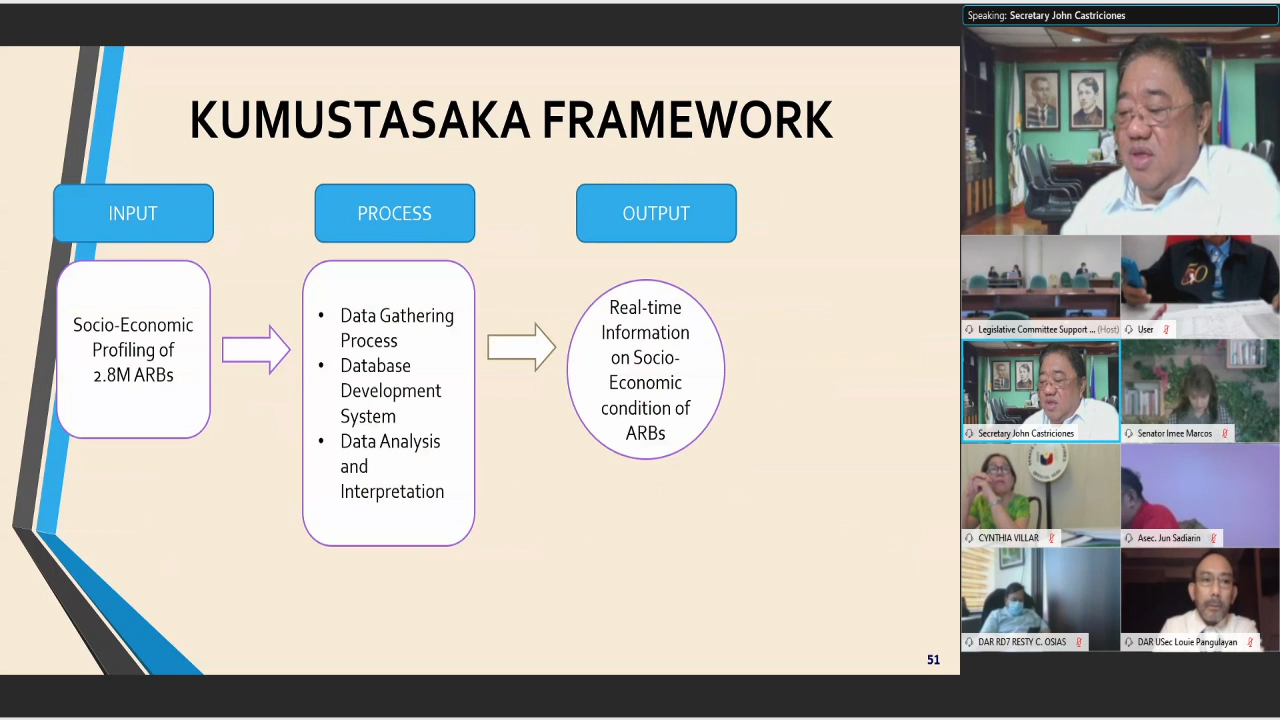 Speaking: Secretary John Castriciones
KUMUSTASAKA FRAMEWORK
INPUT
PROCESS
OUTPUT
Socio-Economic
Profiling of
2.8M ARBs
• Data Gathering
Process
• Database
Development
System
• Data Analysis
and
Interpretation
Real-time
Information
on Socio-
Economic
condition of
ARBs
51
Legislative Committee Support ... (Host)
User
Secretary John Castriciones
Senator Imee Marcos
CYNTHIA VILLAR
Asec. Jun Sadiarin
DAR RD7 RESTY C. OSIAS
DAR USec Louie Pangulayan
50